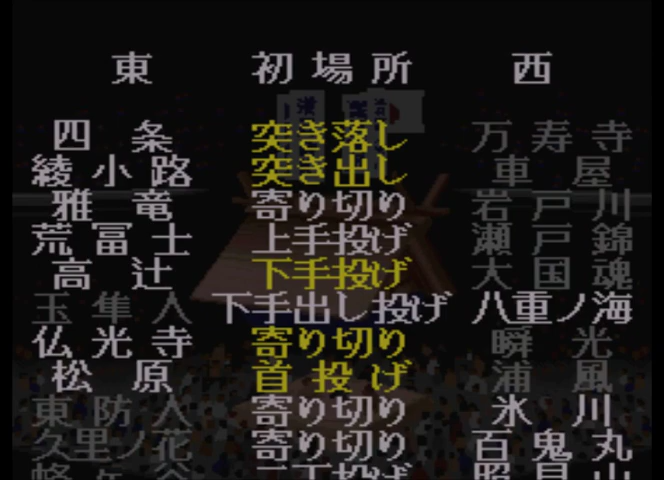 東 初場所 西
四条 突き落し 万寿寺
綾小路 突き出し 車屋
雅竜 寄り切り 岩戸川
荒冨士 上手投げ 瀬戸錦
高辻 下手投げ 大国魂
玉隼人 下手出し投げ 八重ノ海
仏光寺 寄り切り 瞬光
松原 首投げ 浦風
東防人 寄り切り 氷川
久里ノ花 寄り切り 百鬼丸